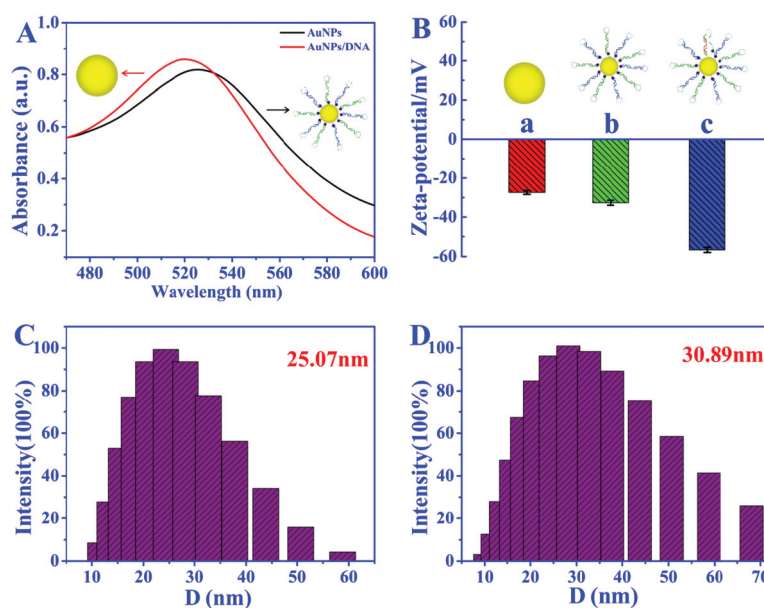 A
AuNPs
AuNPs/DNA
Absorbance (a.u.)
1.0
0.8
0.6
0.4
0.2
480 500 520 540 560 580 600
Wavelength (nm)
B
Zeta-potential/mV
60
40
20
0
-20
-40
-60
a b c
C
25.07nm
Intensity(100%)
100
80
60
40
20
0
10 20 30 40 50 60
D (nm)
D
30.89nm
Intensity(100%)
100
80
60
40
20
0
10 20 30 40 50 60 70
D (nm)